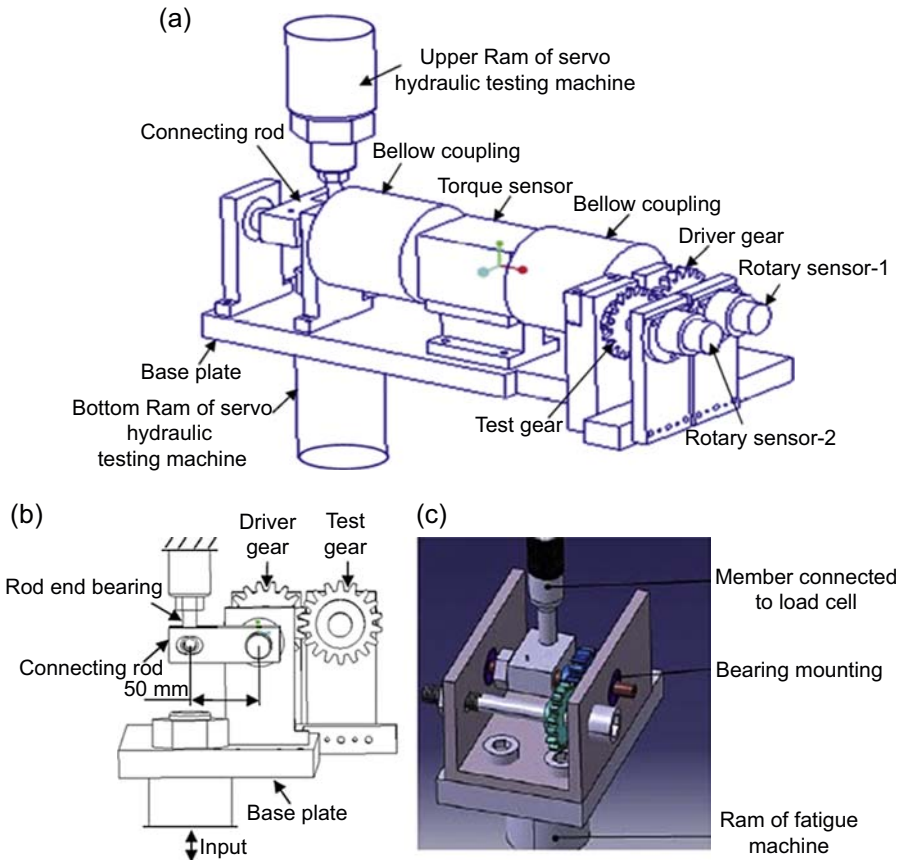 (a)
Upper Ram of servo
hydraulic testing machine
Connecting rod
Bellow coupling
Torque sensor
Bellow coupling
Driver gear
Rotary sensor-1
Base plate
Bottom Ram of servo
hydraulic
testing machine
Test gear
Rotary sensor-2
(b)
Driver
gear
Test
gear
Rod end bearing
Connecting rod
50 mm
Base plate
Input
(c)
Member connected
to load cell
Bearing mounting
Ram of fatigue
machine